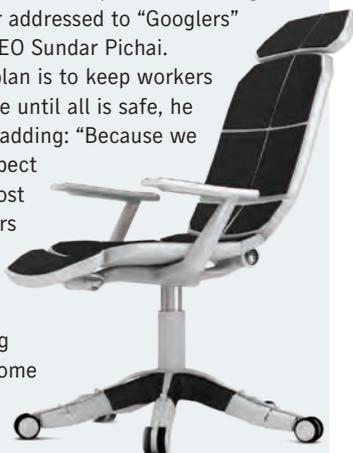 r addressed to “Googlers”
EO Sundar Pichai.
plan is to keep workers
e until all is safe, he
adding: “Because we
pect
ost
rs
g
ome